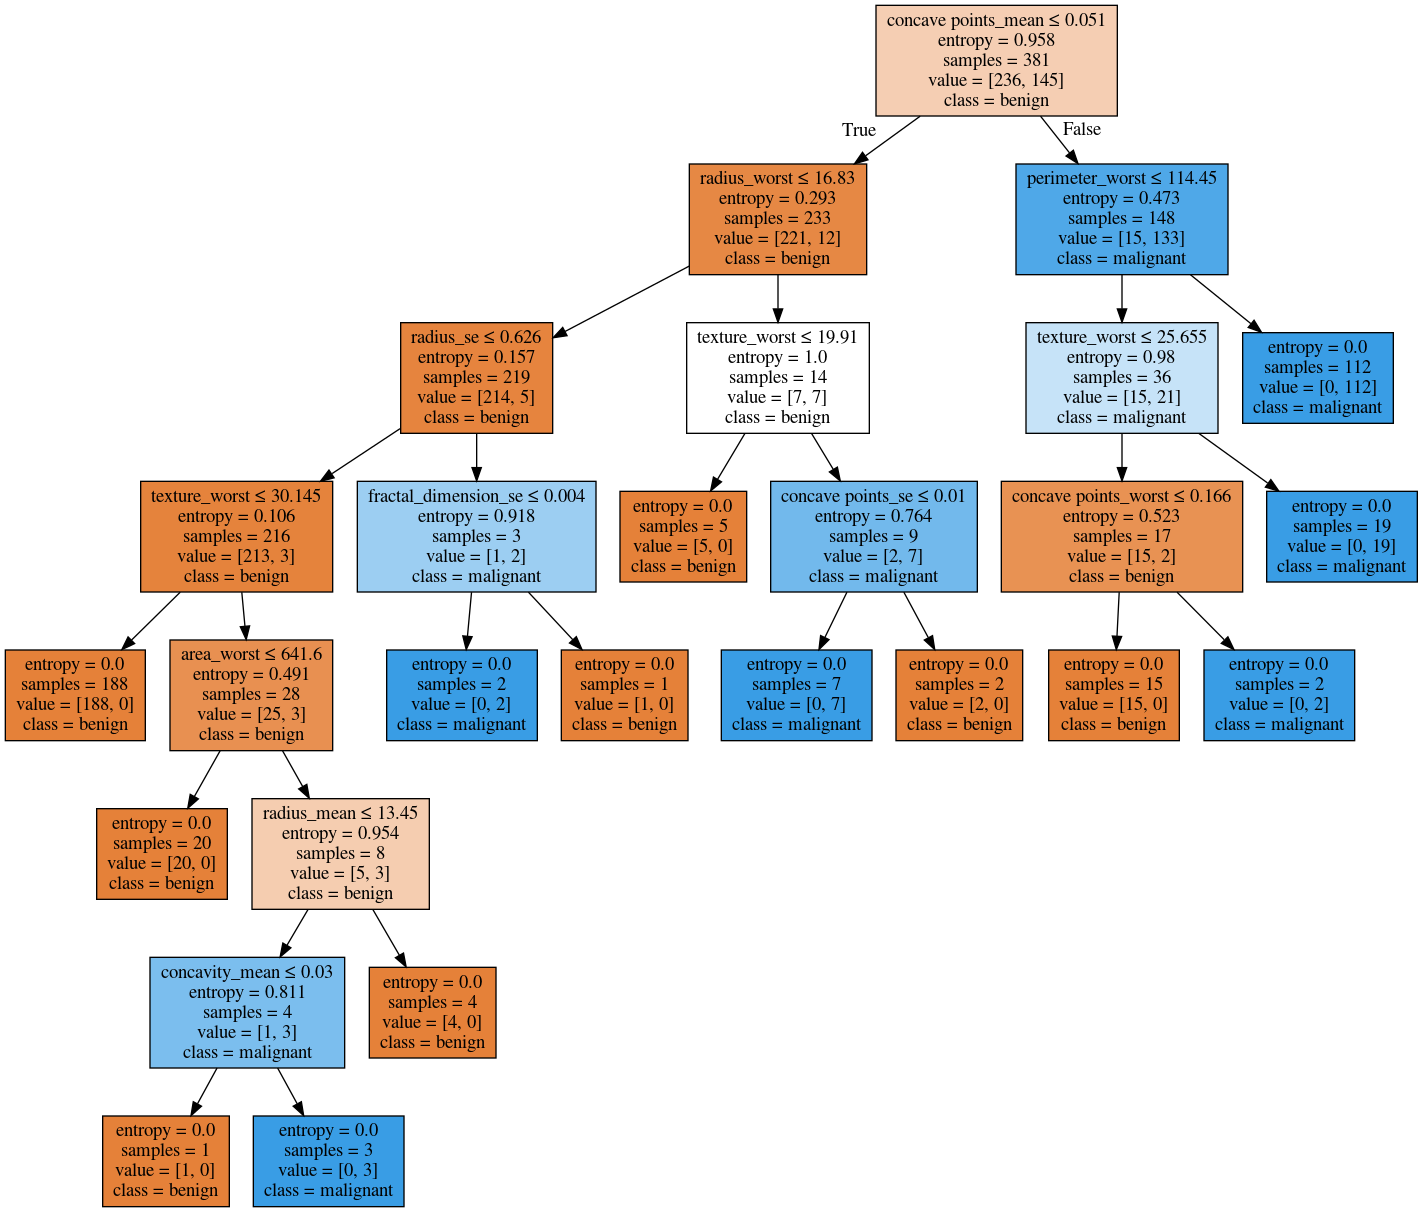 concave points_mean ≤ 0.051
entropy = 0.958
samples = 381
value = [236, 145]
class = benign
True
False
radius_worst ≤ 16.83
entropy = 0.293
samples = 233
value = [221, 12]
class = benign
perimeter_worst ≤ 114.45
entropy = 0.473
samples = 148
value = [15, 133]
class = malignant
radius_se ≤ 0.626
entropy = 0.157
samples = 219
value = [214, 5]
class = benign
texture_worst ≤ 19.91
entropy = 1.0
samples = 14
value = [7, 7]
class = benign
texture_worst ≤ 25.655
entropy = 0.98
samples = 36
value = [15, 21]
class = malignant
entropy = 0.0
samples = 112
value = [0, 112]
class = malignant
texture_worst ≤ 30.145
entropy = 0.106
samples = 216
value = [213, 3]
class = benign
fractal_dimension_se ≤ 0.004
entropy = 0.918
samples = 3
value = [1, 2]
class = malignant
entropy = 0.0
samples = 5
value = [5, 0]
class = benign
concave points_se ≤ 0.01
entropy = 0.764
samples = 9
value = [2, 7]
class = malignant
concave points_worst ≤ 0.166
entropy = 0.523
samples = 17
value = [15, 2]
class = benign
entropy = 0.0
samples = 19
value = [0, 19]
class = malignant
entropy = 0.0
samples = 188
value = [188, 0]
class = benign
area_worst ≤ 641.6
entropy = 0.491
samples = 28
value = [25, 3]
class = benign
entropy = 0.0
samples = 2
value = [0, 2]
class = malignant
entropy = 0.0
samples = 1
value = [1, 0]
class = benign
entropy = 0.0
samples = 7
value = [0, 7]
class = malignant
entropy = 0.0
samples = 2
value = [2, 0]
class = benign
entropy = 0.0
samples = 15
value = [15, 0]
class = benign
entropy = 0.0
samples = 2
value = [0, 2]
class = malignant
entropy = 0.0
samples = 20
value = [20, 0]
class = benign
radius_mean ≤ 13.45
entropy = 0.954
samples = 8
value = [5, 3]
class = benign
concavity_mean ≤ 0.03
entropy = 0.811
samples = 4
value = [1, 3]
class = malignant
entropy = 0.0
samples = 4
value = [4, 0]
class = benign
entropy = 0.0
samples = 1
value = [1, 0]
class = benign
entropy = 0.0
samples = 3
value = [0, 3]
class = malignant